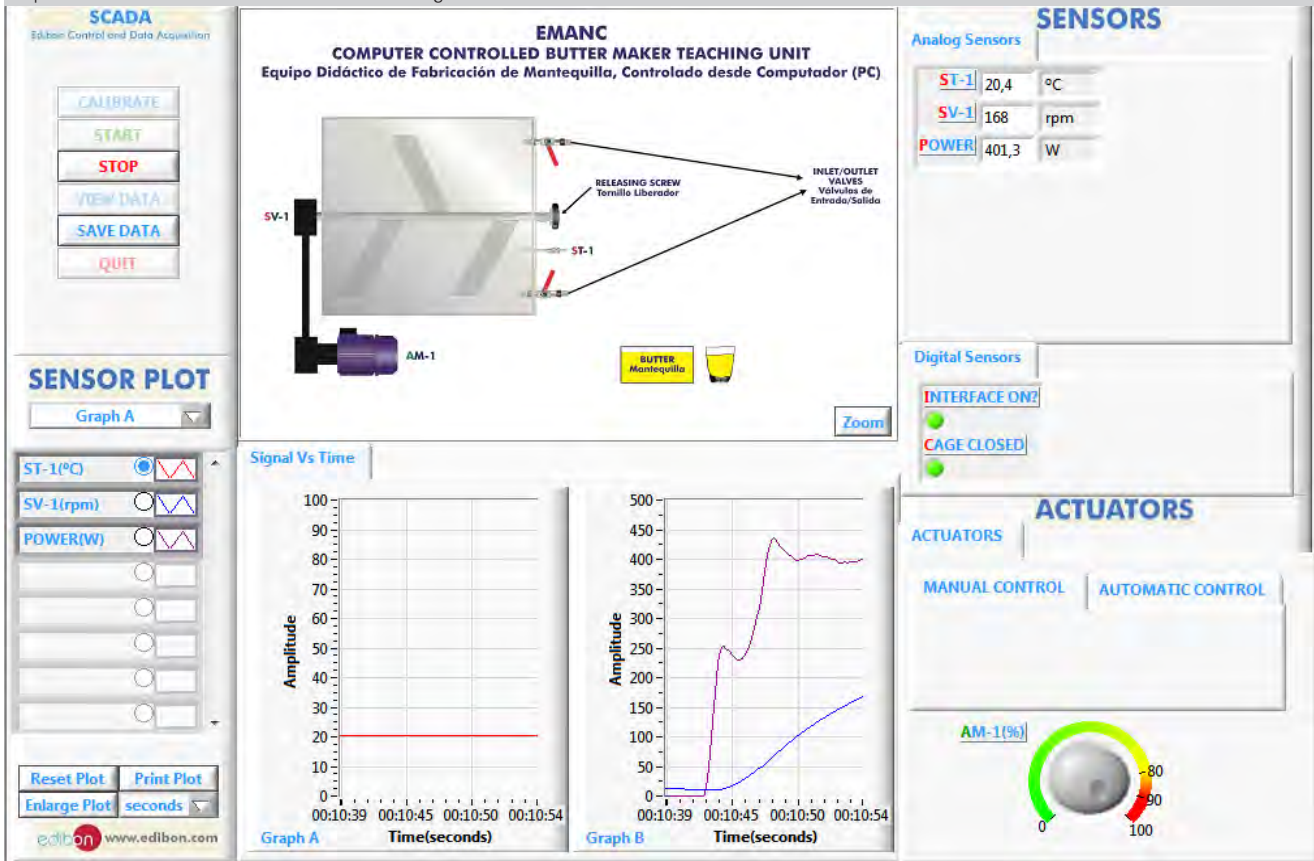 SCADA
Edibon Control and Data Acquisition
CALIBRATE
START
STOP
VIEW DATA
SAVE DATA
QUIT
SENSOR PLOT
Graph A
ST-1(ºC)
SV-1(rpm)
POWER(W)
Reset Plot
Print Plot
Enlarge Plot
seconds
edibon www.edibon.com
EMANC
COMPUTER CONTROLLED BUTTER MAKER TEACHING UNIT
Equipo Didáctico de Fabricación de Mantequilla, Controlado desde Computador (PC)
INLET/OUTLET
VALVES
Válvulas de
Entrada/Salida
RELEASING SCREW
Tornillo Liberador
SV-1
ST-1
AM-1
BUTTER
Mantequilla
Zoom
Signal Vs Time
Amplitude
100
90
80
70
60
50
40
30
20
10
0
00:10:39 00:10:45 00:10:50 00:10:54
Graph A
Time(seconds)
Amplitude
500
450
400
350
300
250
200
150
100
50
0
00:10:39 00:10:45 00:10:50 00:10:54
Graph B
Time(seconds)
SENSORS
Analog Sensors
ST-1 20,4 ºC
SV-1 168 rpm
POWER 401,3 W
Digital Sensors
INTERFACE ON?
CAGE CLOSED
ACTUATORS
ACTUATORS
MANUAL CONTROL
AUTOMATIC CONTROL
AM-1(%)
0
80
90
100